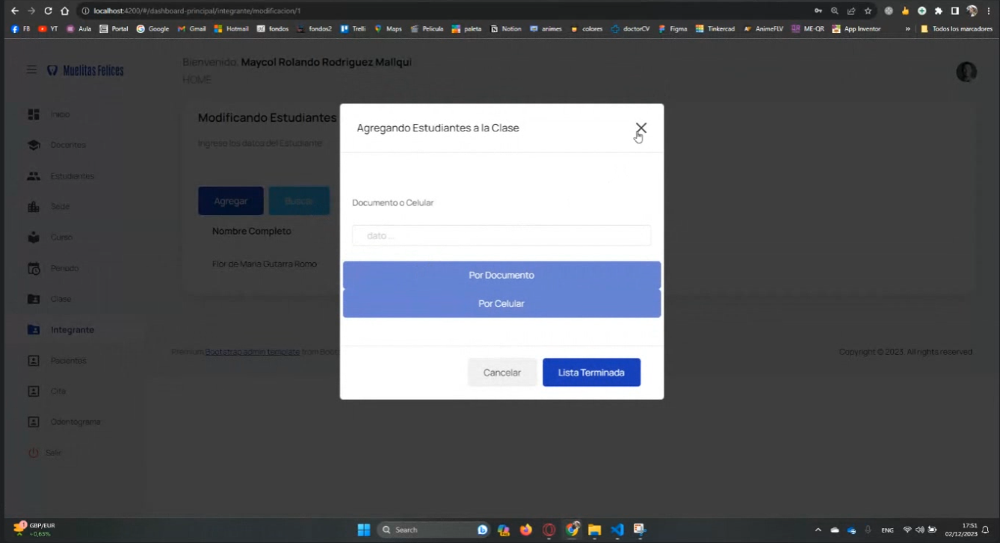 localhost:4200/#/dashboard-principal/integrante/modificacion/1
FB YT Aula Portal Google Gmail Hotmail fondos fondos2 Trelli Maps Pelicula paleta Notion animes colores doctorCV Figma Tinkercad AnimeFLV ME-QR App Inventor » Todos los marcadores
Muelitas Felices
Bienvenido, Maycol Rolando Rodriguez Mallqui
HOME
Inicio
Docentes
Estudiantes
Sede
Curso
Periodo
Clase
Integrante
Pacientes
Cita
Odontograma
Salir
Modificando Estudiantes
Ingrese los datos del Estudiante
Agregar Buscar
Nombre Completo
Flor de Maria Gutarra Romo
Agregando Estudiantes a la Clase
Documento o Celular
dato ...
Por Documento
Por Celular
Cancelar Lista Terminada
Premium Bootstrap admin template from Boo
Copyright © 2023. All rights reserved
1 GBP/EUR
+0,65%
Search
ENG
17:51
02/12/2023